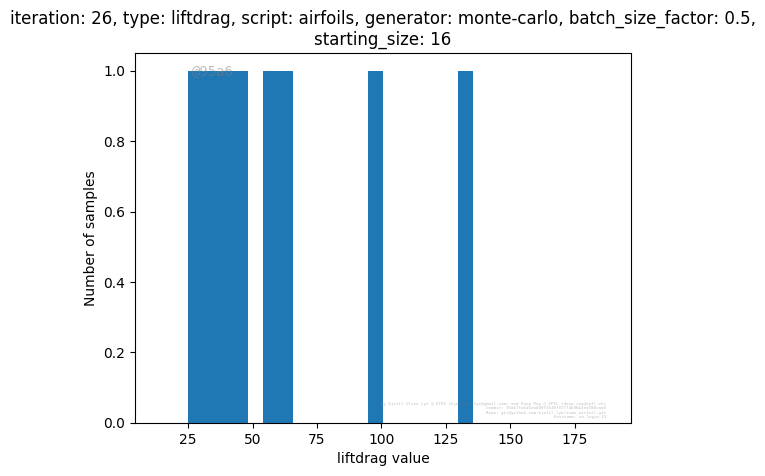 iteration: 26, type: liftdrag, script: airfoils, generator: monte-carlo, batch_size_factor: 0.5,
starting_size: 16
@95a6
1.0
0.8
0.6
0.4
0.2
0.0
Number of samples
25
50
75
100
125
150
175
liftdrag value